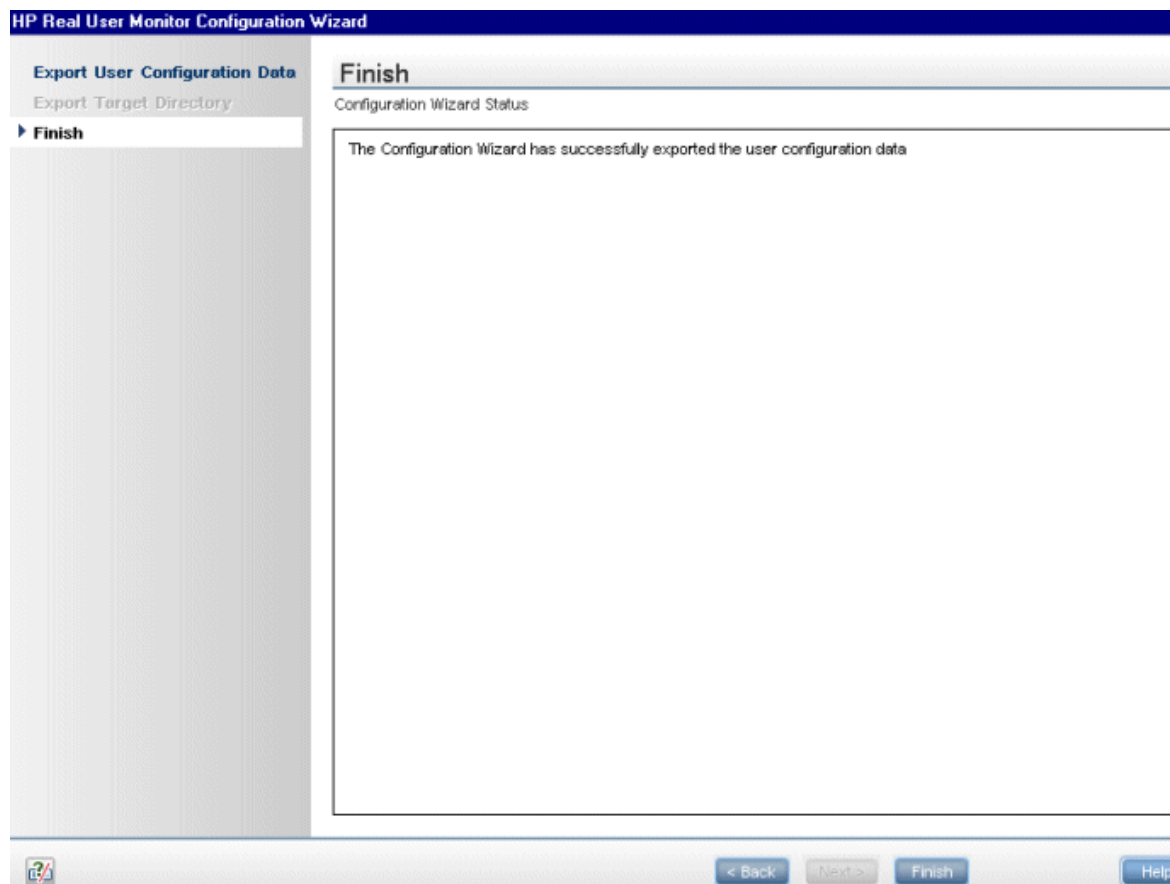 HP Real User Monitor Configuration Wizard
Export User Configuration Data
Export Target Directory
Finish
Finish
Configuration Wizard Status
The Configuration Wizard has successfully exported the user configuration data
< Back
Next >
Finish
Help